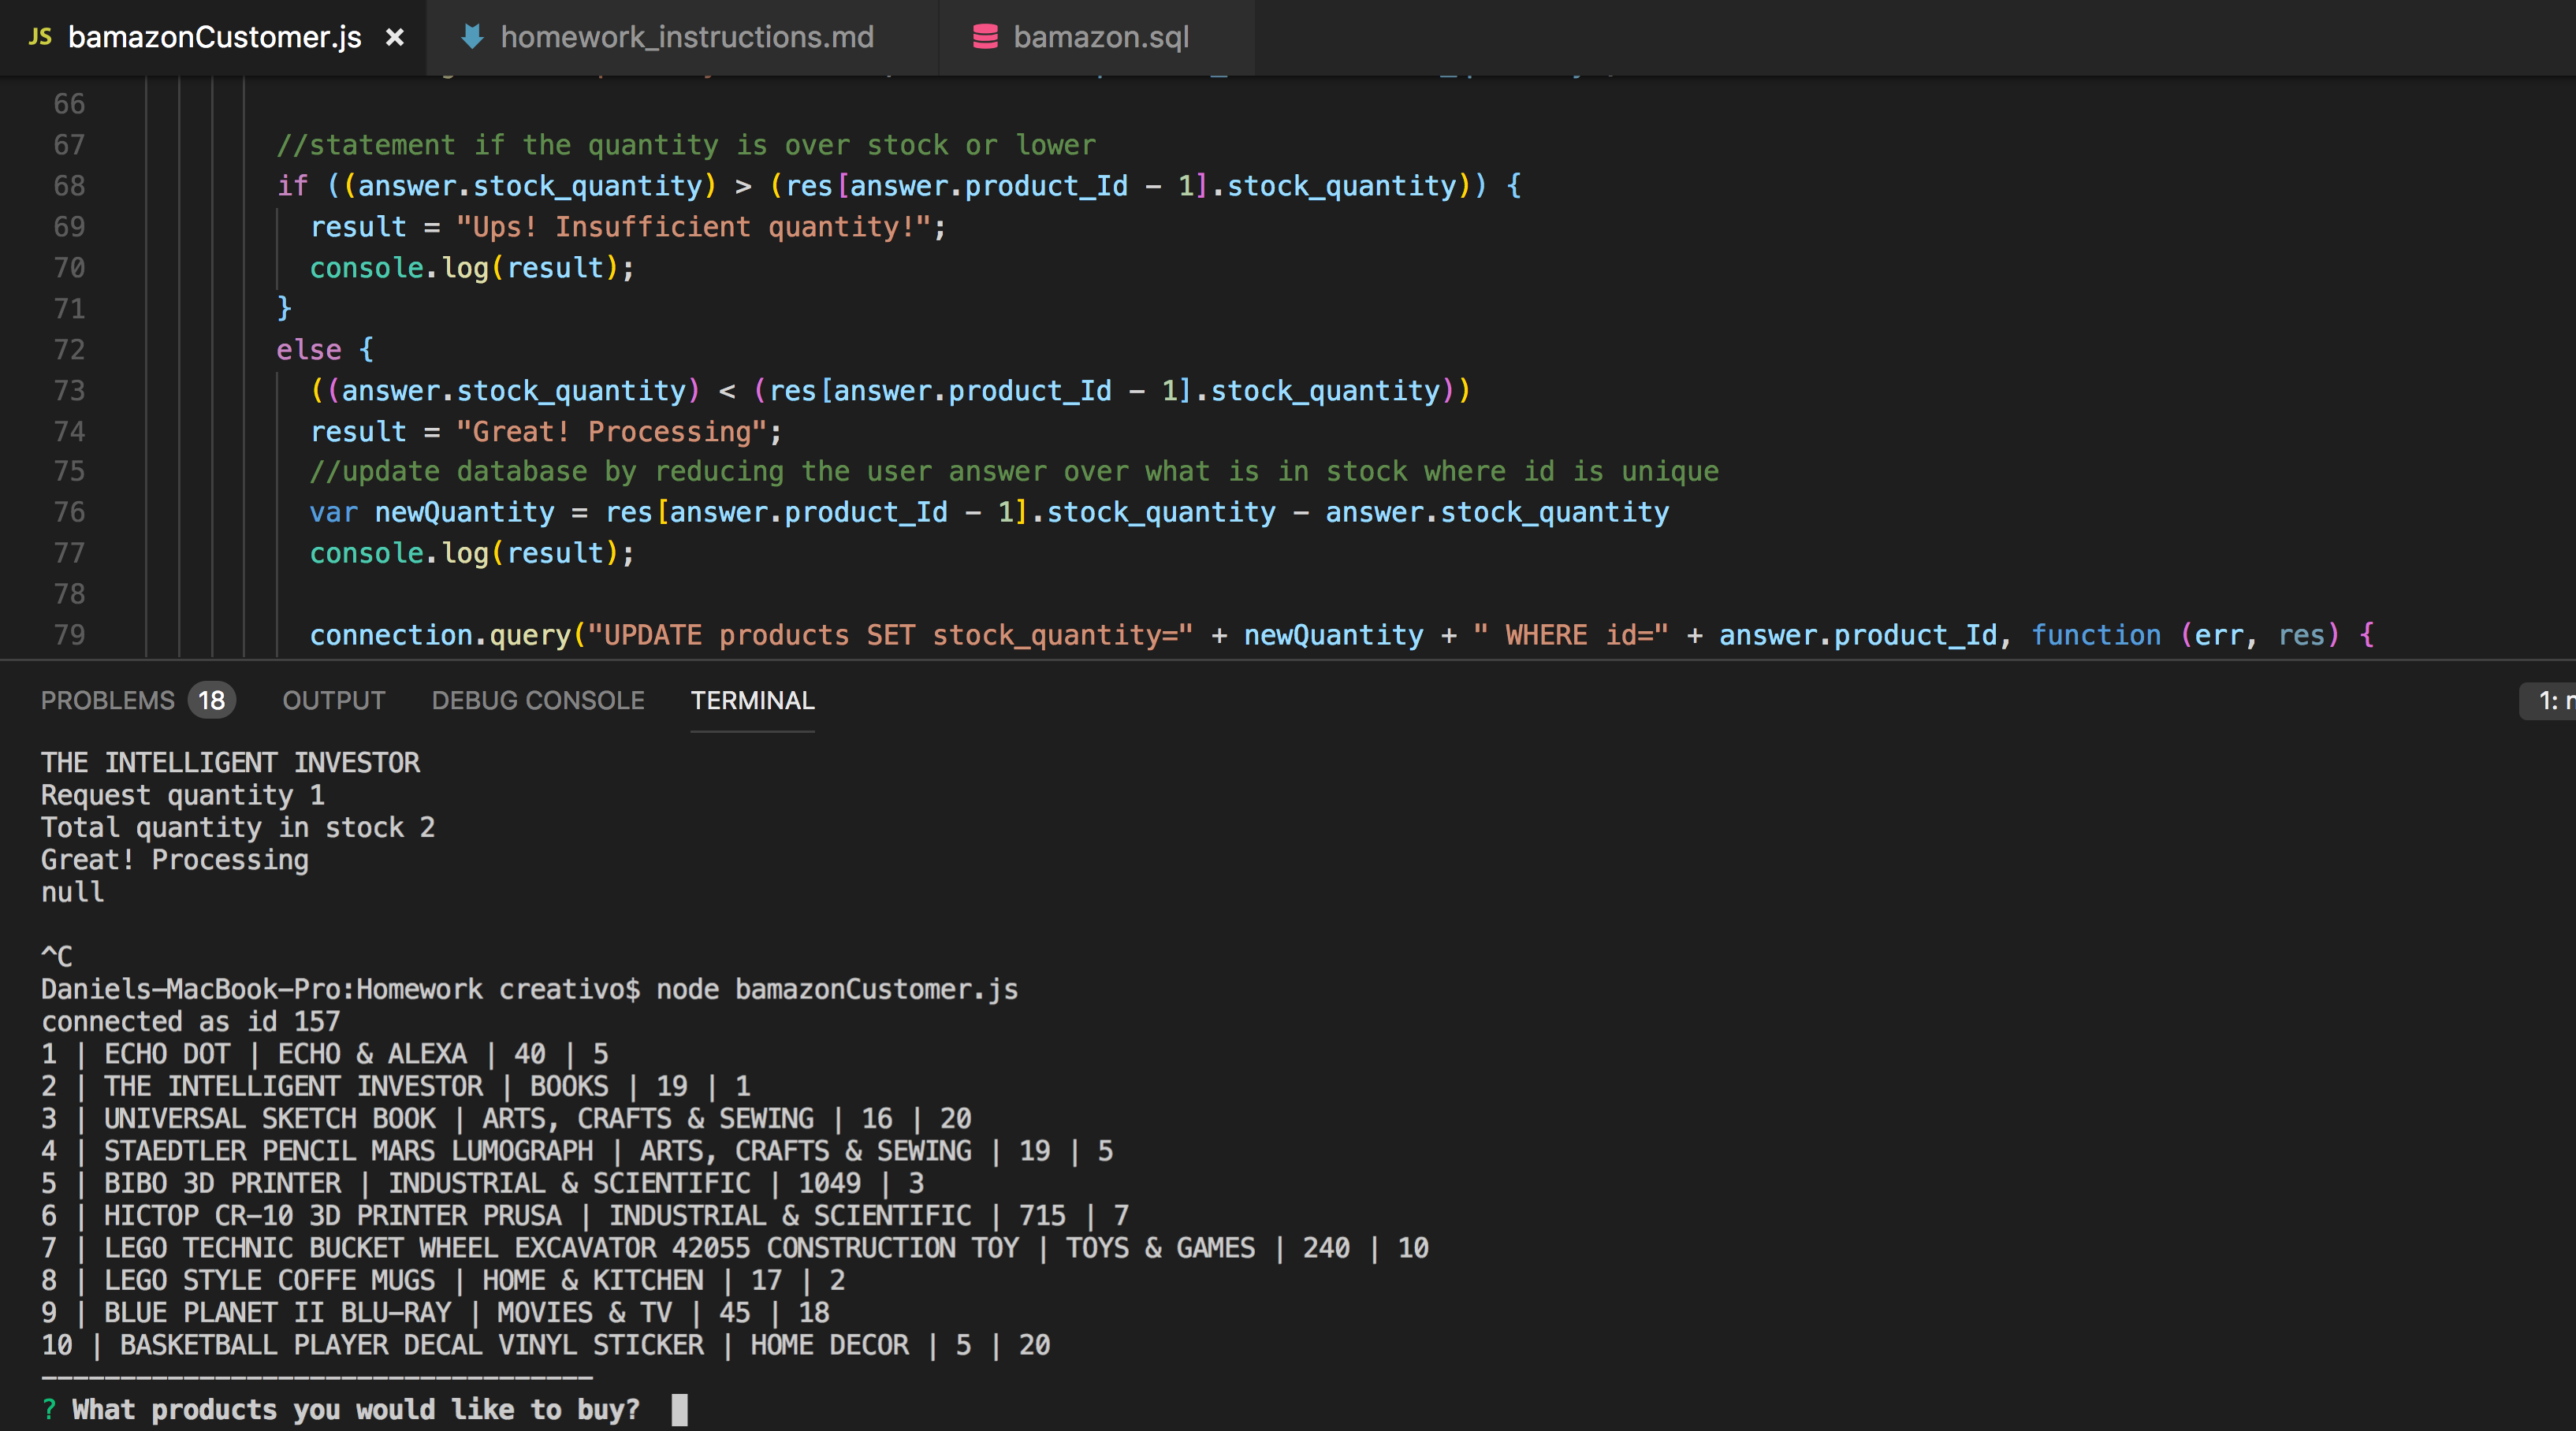 JS bamazonCustomer.js × homework_instructions.md bamazon.sql
66
67 //statement if the quantity is over stock or lower
68 if ((answer.stock_quantity) > (res[answer.product_Id - 1].stock_quantity)) {
69 result = "Ups! Insufficient quantity!";
70 console.log(result);
71 }
72 else {
73 ((answer.stock_quantity) < (res[answer.product_Id - 1].stock_quantity))
74 result = "Great! Processing";
75 //update database by reducing the user answer over what is in stock where id is unique
76 var newQuantity = res[answer.product_Id - 1].stock_quantity - answer.stock_quantity
77 console.log(result);
78
79 connection.query("UPDATE products SET stock_quantity=" + newQuantity + " WHERE id=" + answer.product_Id, function (err, res) {
PROBLEMS 18 OUTPUT DEBUG CONSOLE TERMINAL 1: n
THE INTELLIGENT INVESTOR
Request quantity 1
Total quantity in stock 2
Great! Processing
null
^C
Daniels-MacBook-Pro:Homework creativo$ node bamazonCustomer.js
connected as id 157
1 | ECHO DOT | ECHO & ALEXA | 40 | 5
2 | THE INTELLIGENT INVESTOR | BOOKS | 19 | 1
3 | UNIVERSAL SKETCH BOOK | ARTS, CRAFTS & SEWING | 16 | 20
4 | STAEDTLER PENCIL MARS LUMOGRAPH | ARTS, CRAFTS & SEWING | 19 | 5
5 | BIBO 3D PRINTER | INDUSTRIAL & SCIENTIFIC | 1049 | 3
6 | HICTOP CR-10 3D PRINTER PRUSA | INDUSTRIAL & SCIENTIFIC | 715 | 7
7 | LEGO TECHNIC BUCKET WHEEL EXCAVATOR 42055 CONSTRUCTION TOY | TOYS & GAMES | 240 | 10
8 | LEGO STYLE COFFE MUGS | HOME & KITCHEN | 17 | 2
9 | BLUE PLANET II BLU-RAY | MOVIES & TV | 45 | 18
10 | BASKETBALL PLAYER DECAL VINYL STICKER | HOME DECOR | 5 | 20
-----------------------------------
? What products you would like to buy?